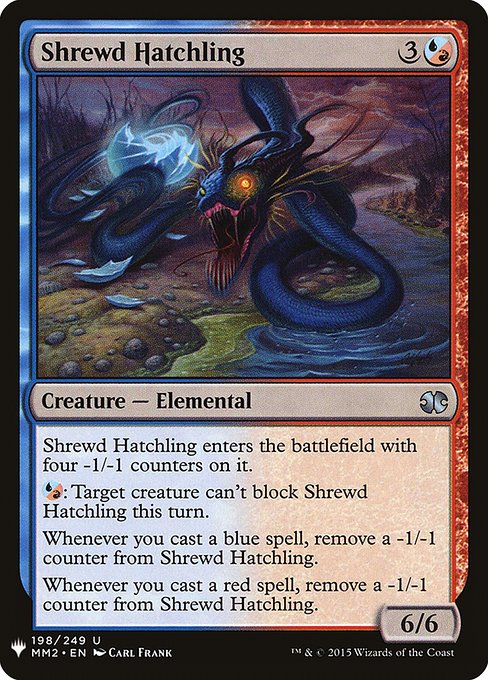 Shrewd Hatchling 3
Creature — Elemental
Shrewd Hatchling enters the battlefield with
four -1/-1 counters on it.
: Target creature can't block Shrewd
Hatchling this turn.
Whenever you cast a blue spell, remove a -1/-1
counter from Shrewd Hatchling.
Whenever you cast a red spell, remove a -1/-1
counter from Shrewd Hatchling.
6/6
198/249 U
MM2 • EN Carl Frank
™ & © 2015 Wizards of the Coast